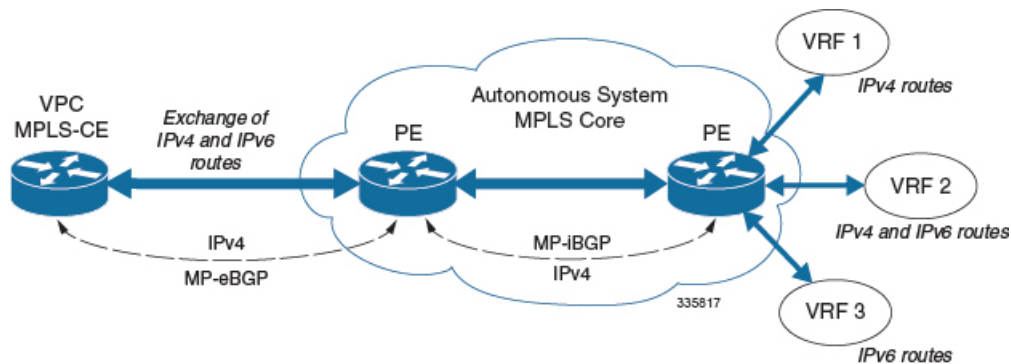 VPC
MPLS-CE
Exchange of
IPv4 and IPv6
routes
PE
Autonomous System
MPLS Core
PE
VRF 1
IPv4 routes
VRF 2
IPv4 and IPv6 routes
IPv4
MP-eBGP
MP-iBGP
IPv4
335817
VRF 3
IPv6 routes